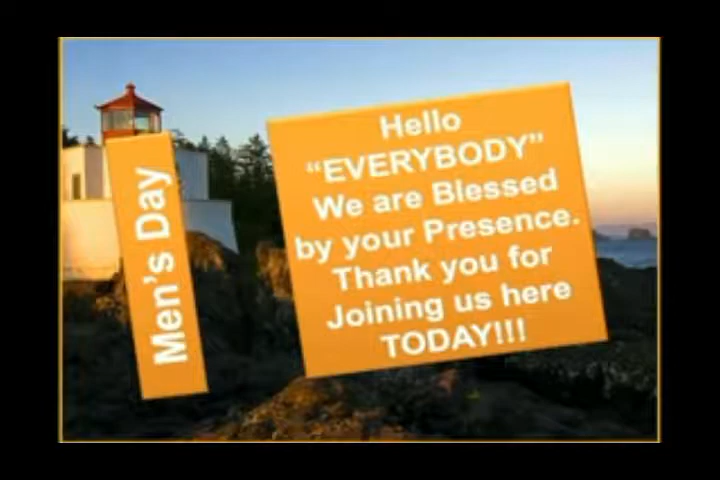 Men's Day
Hello
“EVERYBODY”
We are Blessed
by your Presence.
Thank you for
Joining us here
TODAY!!!